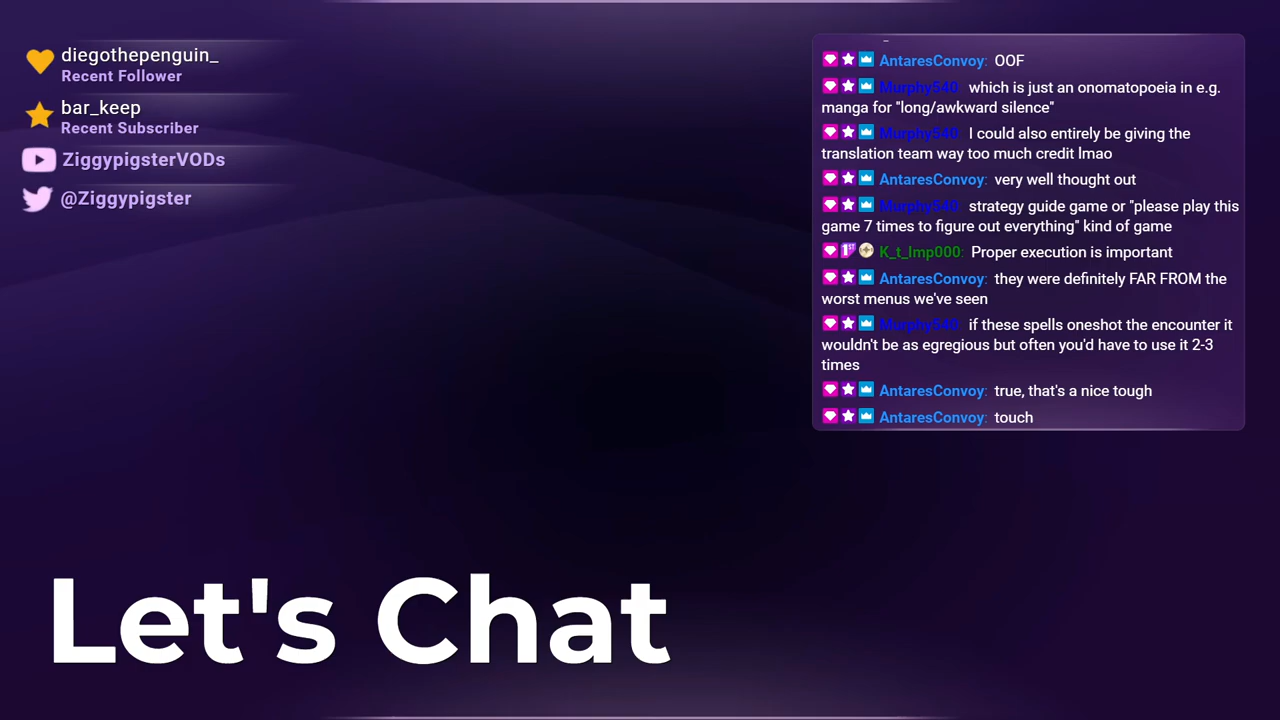 diegothepenguin_
Recent Follower
bar_keep
Recent Subscriber
ZiggypigsterVODs
@Ziggypigster
AntaresConvoy: OOF
Murphy540: which is just an onomatopoeia in e.g.
manga for "long/awkward silence"
Murphy540: I could also entirely be giving the
translation team way too much credit lmao
AntaresConvoy: very well thought out
Murphy540: strategy guide game or "please play this
game 7 times to figure out everything" kind of game
K_t_Imp000: Proper execution is important
AntaresConvoy: they were definitely FAR FROM the
worst menus we've seen
Murphy540: if these spells oneshot the encounter it
wouldn't be as egregious but often you'd have to use it 2-3
times
AntaresConvoy: true, that's a nice tough
AntaresConvoy: touch
Let's Chat